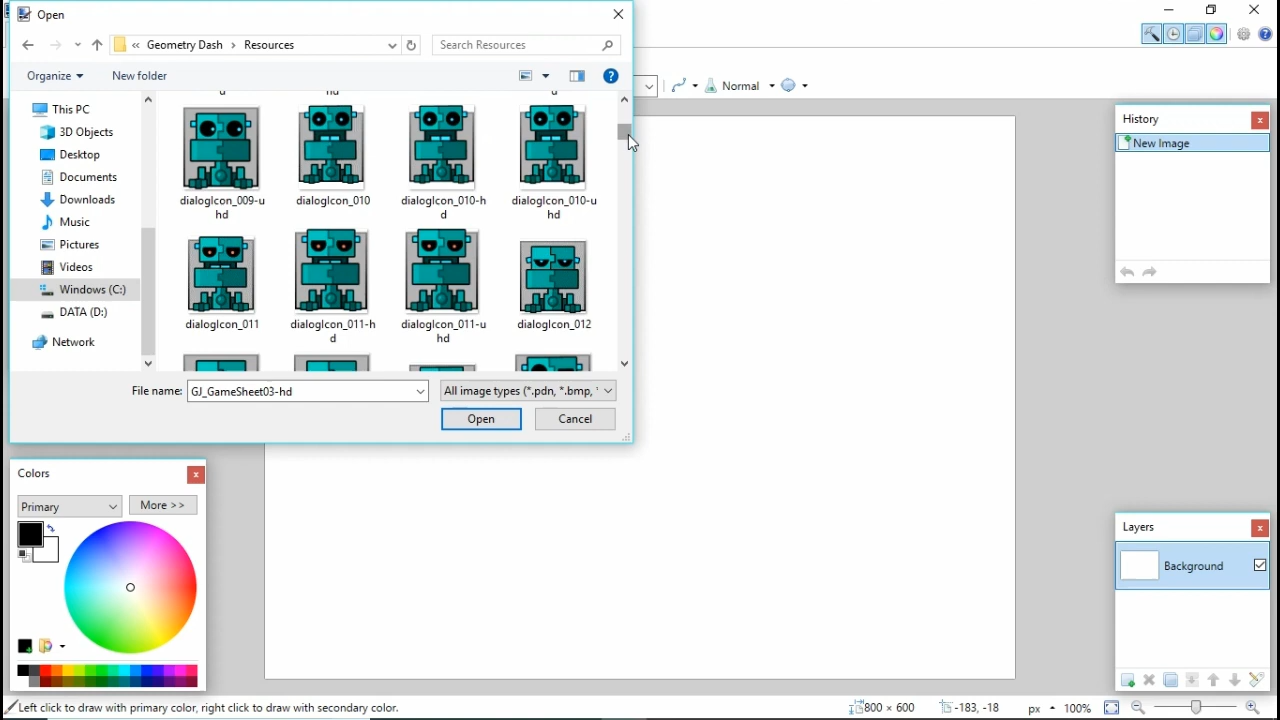 Open
Geometry Dash
Resources
Search Resources
Organize
New folder
Normal
This PC
3D Objects
Desktop
Documents
Downloads
Music
Pictures
Videos
Windows (C:)
DATA (D:)
Network
d
hd
d
dialogIcon_009-u
hd
dialogIcon_010
dialogIcon_010-h
d
dialogIcon_010-u
hd
dialogIcon_011
dialogIcon_011-h
d
dialogIcon_011-u
hd
dialogIcon_012
File name:
GJ_GameSheet03-hd
All image types (*.pdn, *.bmp,
Open
Cancel
History
New Image
Colors
Primary
More >>
Layers
Background
Left click to draw with primary color, right click to draw with secondary color.
800 × 600
-183, -18
px
100%